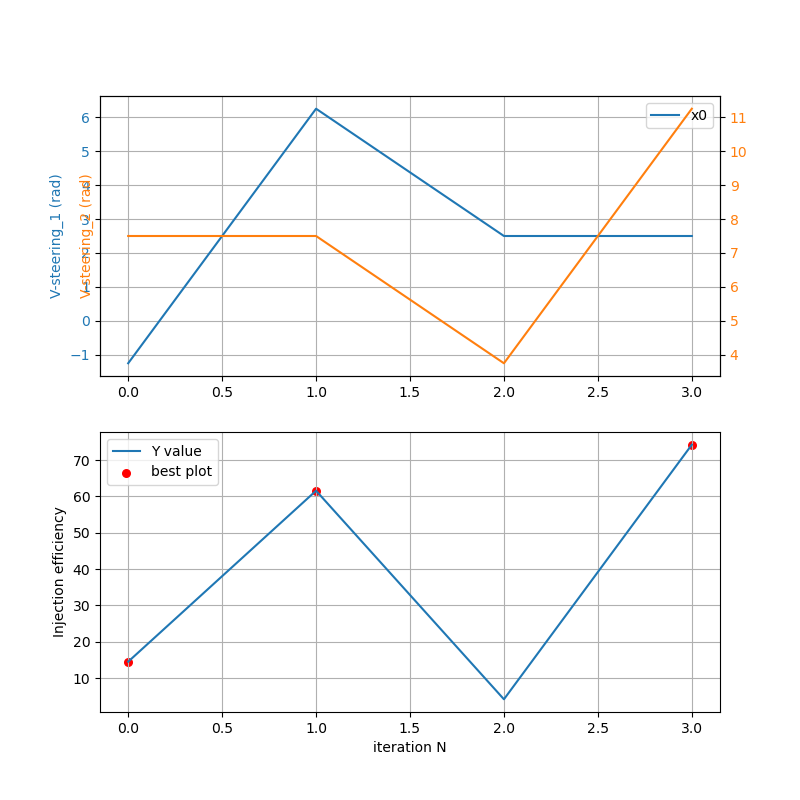 V-steering_1 (rad)
V-steering_2 (rad)
6
5
4
3
2
1
0
−1
x0
11
10
9
8
7
6
5
4
0.0 0.5 1.0 1.5 2.0 2.5 3.0
Injection efficiency
70
60
50
40
30
20
10
Y value
best plot
0.0 0.5 1.0 1.5 2.0 2.5 3.0
iteration N